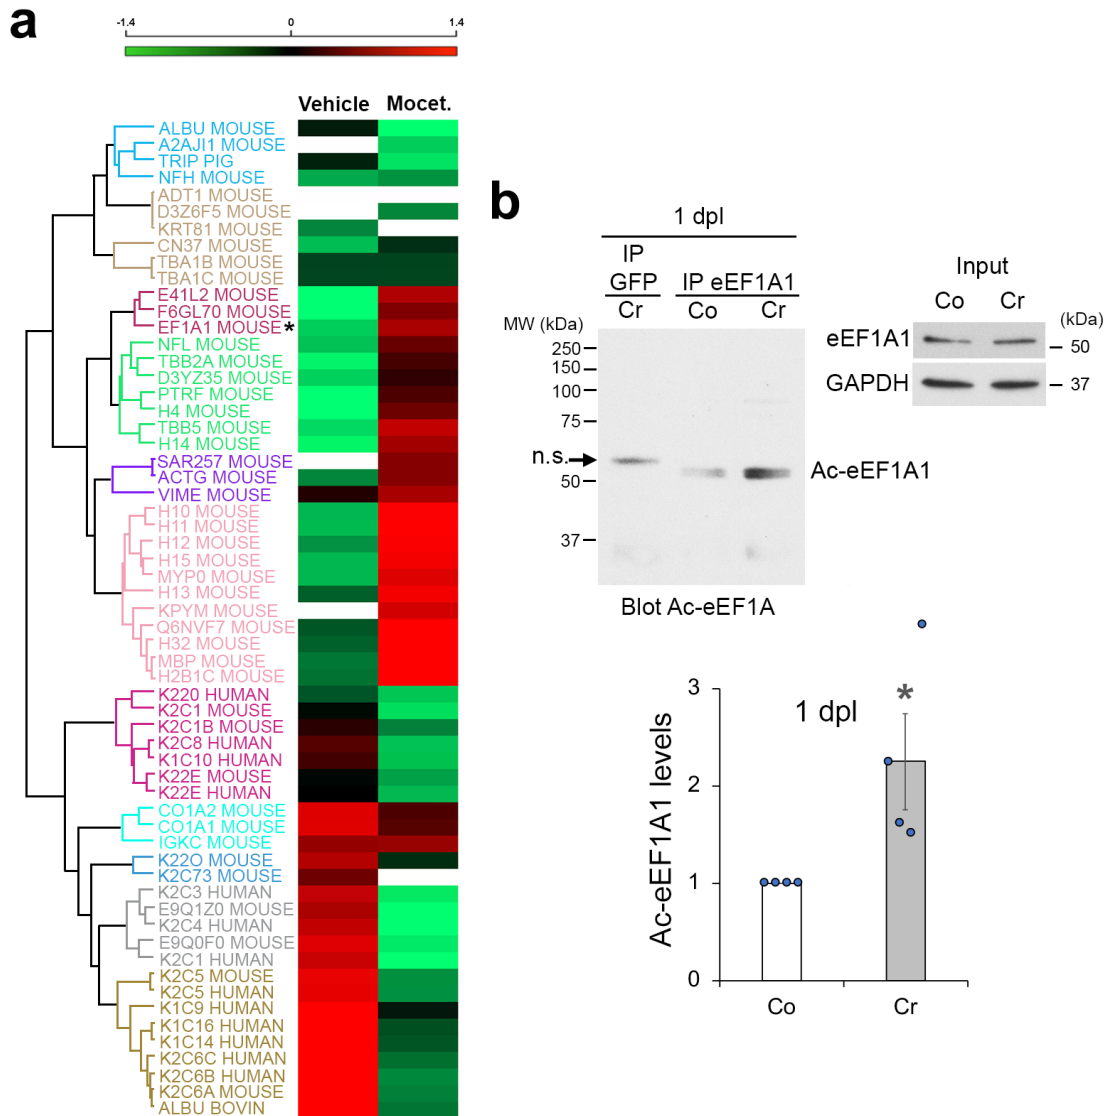 a
-1.4 0 1.4
Vehicle Mocet.
ALBU MOUSE
A2AJI1 MOUSE
TRIP PIG
NFH MOUSE
ADT1 MOUSE
D3Z6F5 MOUSE
KRT81 MOUSE
CN37 MOUSE
TBA1B MOUSE
TBA1C MOUSE
E41L2 MOUSE
F6GL70 MOUSE
EF1A1 MOUSE *
NFL MOUSE
TBB2A MOUSE
D3YZ35 MOUSE
PTRF MOUSE
H4 MOUSE
TBB5 MOUSE
H14 MOUSE
SAR257 MOUSE
ACTG MOUSE
VIME MOUSE
H10 MOUSE
H11 MOUSE
H12 MOUSE
H15 MOUSE
MYP0 MOUSE
H13 MOUSE
KPYM MOUSE
Q6NVF7 MOUSE
H32 MOUSE
MBP MOUSE
H2B1C MOUSE
K220 HUMAN
K2C1 MOUSE
K2C1B MOUSE
K2C8 HUMAN
K1C10 HUMAN
K22E MOUSE
K22E HUMAN
CO1A2 MOUSE
CO1A1 MOUSE
IGKC MOUSE
K22O MOUSE
K2C73 MOUSE
K2C3 HUMAN
E9Q1Z0 MOUSE
K2C4 HUMAN
E9Q0F0 MOUSE
K2C1 HUMAN
K2C5 MOUSE
K2C5 HUMAN
K1C9 HUMAN
K1C16 HUMAN
K1C14 HUMAN
K2C6C HUMAN
K2C6B HUMAN
K2C6A MOUSE
ALBU BOVIN
b
1 dpl
IP
GFP IP eEF1A1
Cr Co Cr
MW (kDa)
250
150
100
75
n.s.
50
37
Ac-eEF1A1
Blot Ac-eEF1A
Input
Co Cr
(kDa)
eEF1A1 50
GAPDH 37
Ac-eEF1A1 levels
3
2
1
0
1 dpl
*
Co Cr